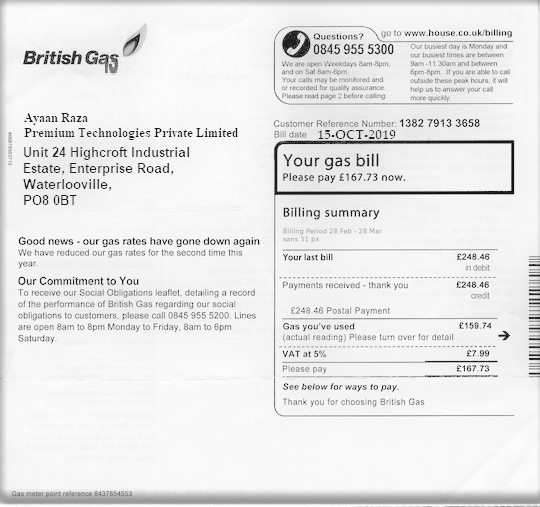 British Gas
Questions?
0845 955 5300
We are open Weekdays 8am-8pm,
and on Sat 8am-6pm.
Your calls may be monitored and
or recorded for quality assurance.
Please read page 2 before calling.
go to www.house.co.uk/billing
Our busiest day is Monday and
our busiest times are between
9am -11.30am and between
6pm-8pm. If you are able to call
outside these peak hours, it will
help us to answer your call
more quickly.
Ayaan Raza
Premium Technologies Private Limited
Unit 24 Highcroft Industrial
Estate, Enterprise Road,
Waterlooville,
PO8 0BT
Customer Reference Number: 1382 7913 3658
Bill date 15-OCT-2019
Your gas bill
Please pay £167.73 now.
Billing summary
Billing Period 28 Feb - 28 Mar
sans 31 px
Your last bill £248.46
in debit
Payments received - thank you £248.46
credit
£248.46 Postal Payment
Gas you've used £159.74
(actual reading) Please turn over for detail
VAT at 5% £7.99
Please pay £167.73
See below for ways to pay.
Thank you for choosing British Gas
Good news - our gas rates have gone down again
We have reduced our gas rates for the second time this
year.
Our Commitment to You
To receive our Social Obligations leaflet, detailing a record
of the performance of British Gas regarding our social
obligations to customers, please call 0845 955 5200. Lines
are open 8am to 8pm Monday to Friday, 8am to 6pm
Saturday.
Gas meter point reference 8437854553